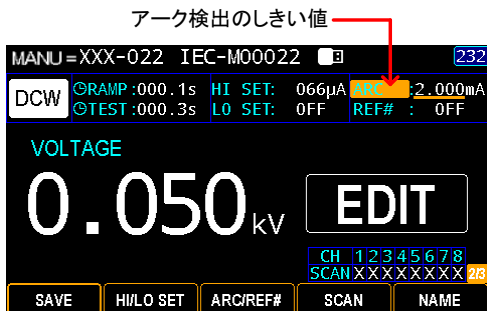 アーク検出のしきい値
MANU=XXX-022 IEC-M00022 232
DCW RAMP:000.1s HI SET: 066μA ARC :2.000mA
TEST:000.3s LO SET: OFF REF# : OFF
VOLTAGE
0.050kV EDIT
CH 1 2 3 4 5 6 7 8
SCAN X X X X X X X X 2/3
SAVE HI/LO SET ARC/REF# SCAN NAME